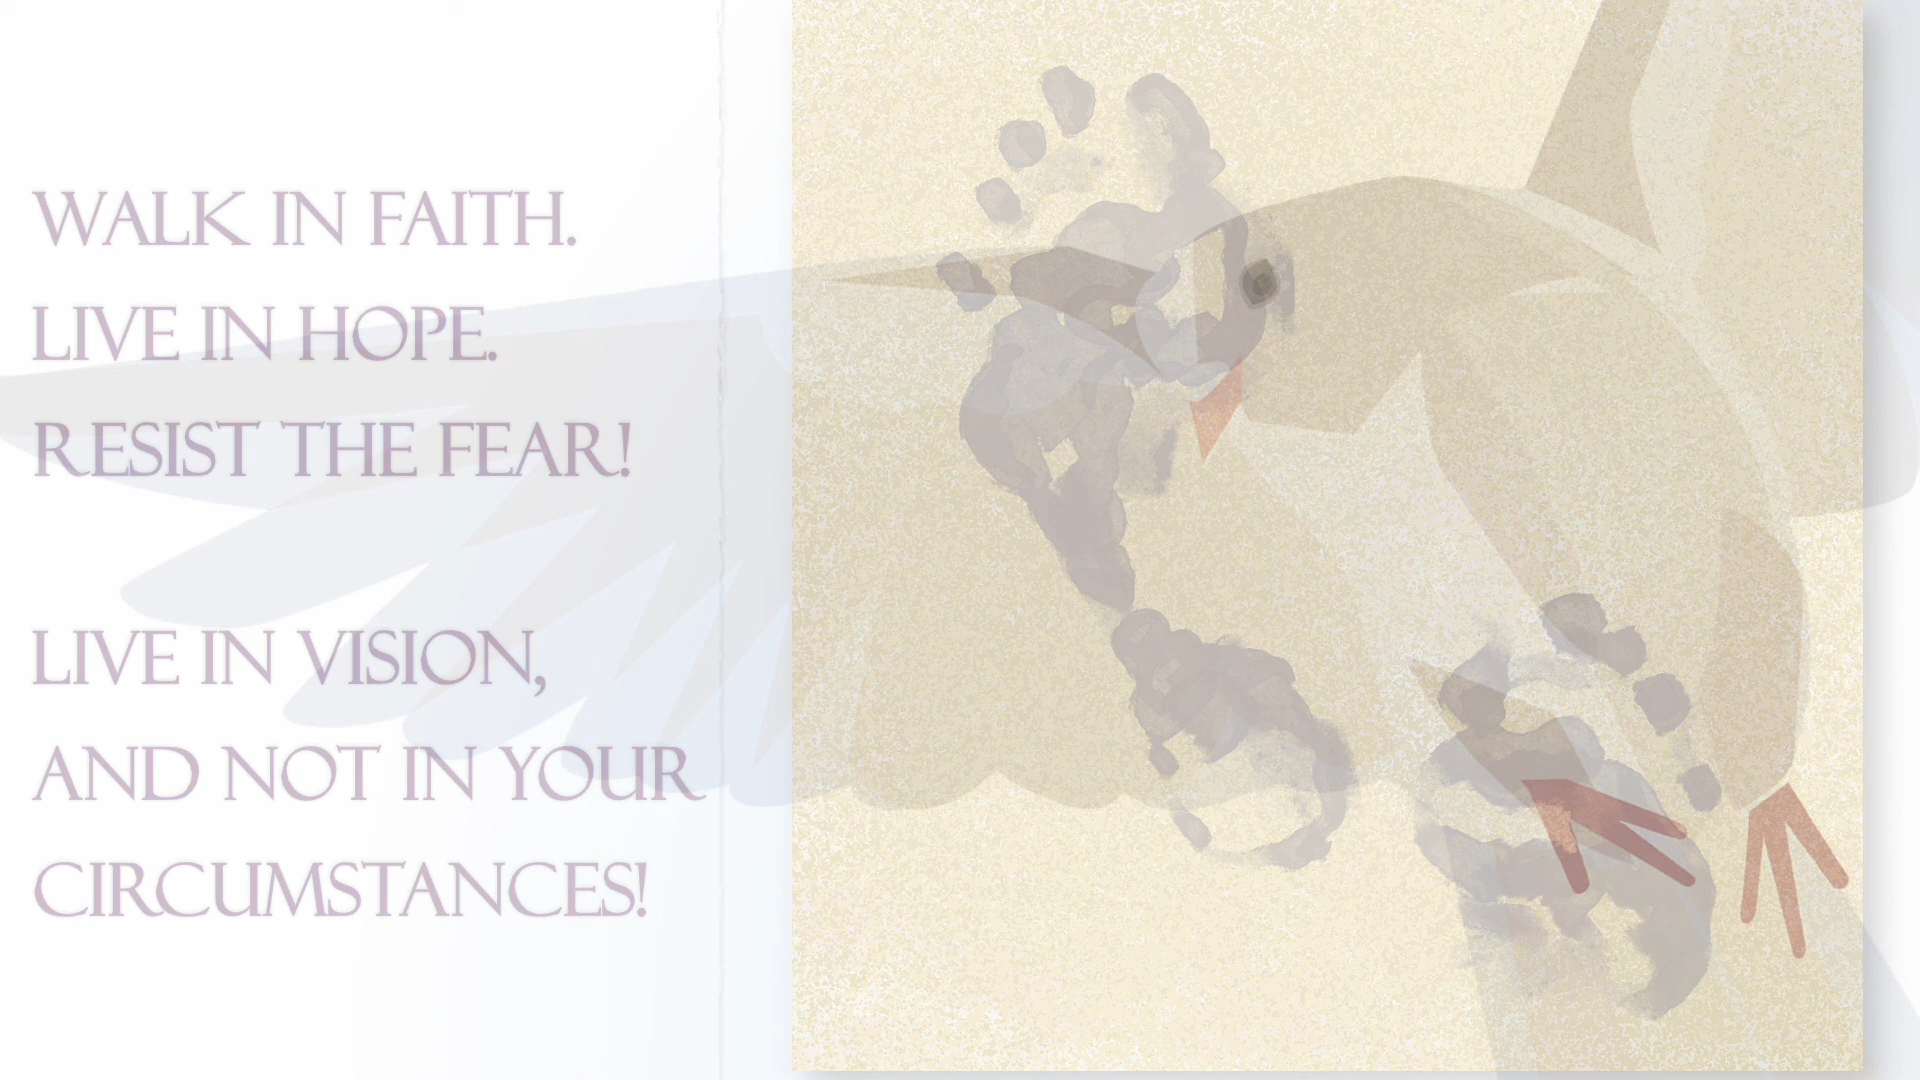 WALK IN FAITH.
LIVE IN HOPE.
RESIST THE FEAR!
LIVE IN VISION,
AND NOT IN YOUR
CIRCUMSTANCES!